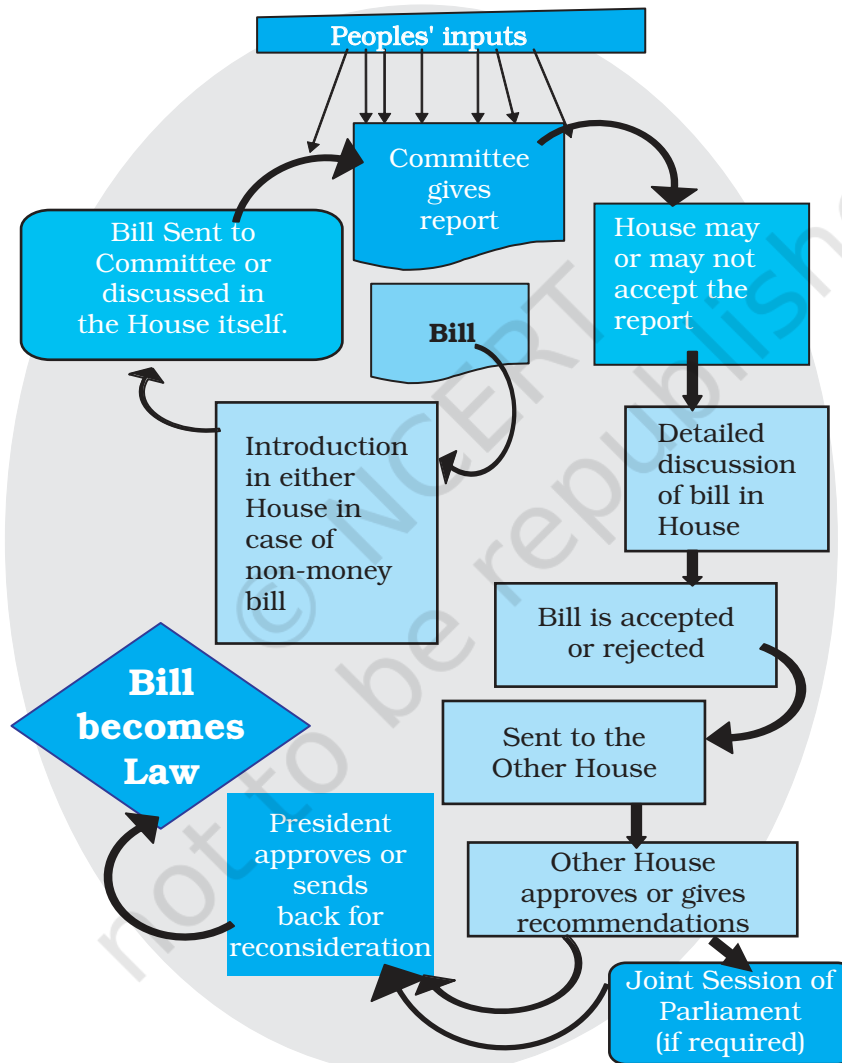 Peoples' inputs
Committee
gives
report
Bill Sent to
Committee or
discussed in
the House itself.
House may
or may not
accept the
report
Bill
Introduction
in either
House in
case of
non-money
bill
Detailed
discussion
of bill in
House
Bill is accepted
or rejected
Bill
becomes
Law
Sent to the
Other House
President
approves or
sends
back for
reconsideration
Other House
approves or gives
recommendations
Joint Session of
Parliament
(if required)
© NCERT
not to be republishe